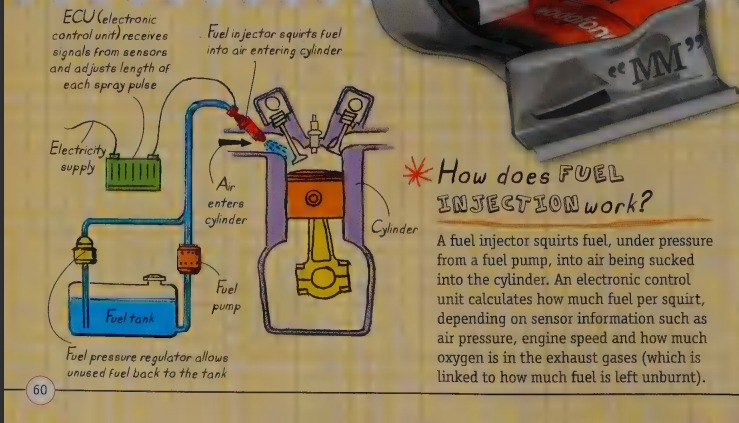 ECU (electronic
control unit) receives
signals from sensors
and adjusts length of
each spray pulse
Fuel injector squirts fuel
into air entering cylinder
Electricity
supply
Air
enters
cylinder
Cylinder
Fuel
pump
Fuel tank
Fuel pressure regulator allows
unused fuel back to the tank
60
"MM"
How does FUEL
INJECTION work?
A fuel injector squirts fuel, under pressure
from a fuel pump, into air being sucked
into the cylinder. An electronic control
unit calculates how much fuel per squirt,
depending on sensor information such as
air pressure, engine speed and how much
oxygen is in the exhaust gases (which is
linked to how much fuel is left unburnt).